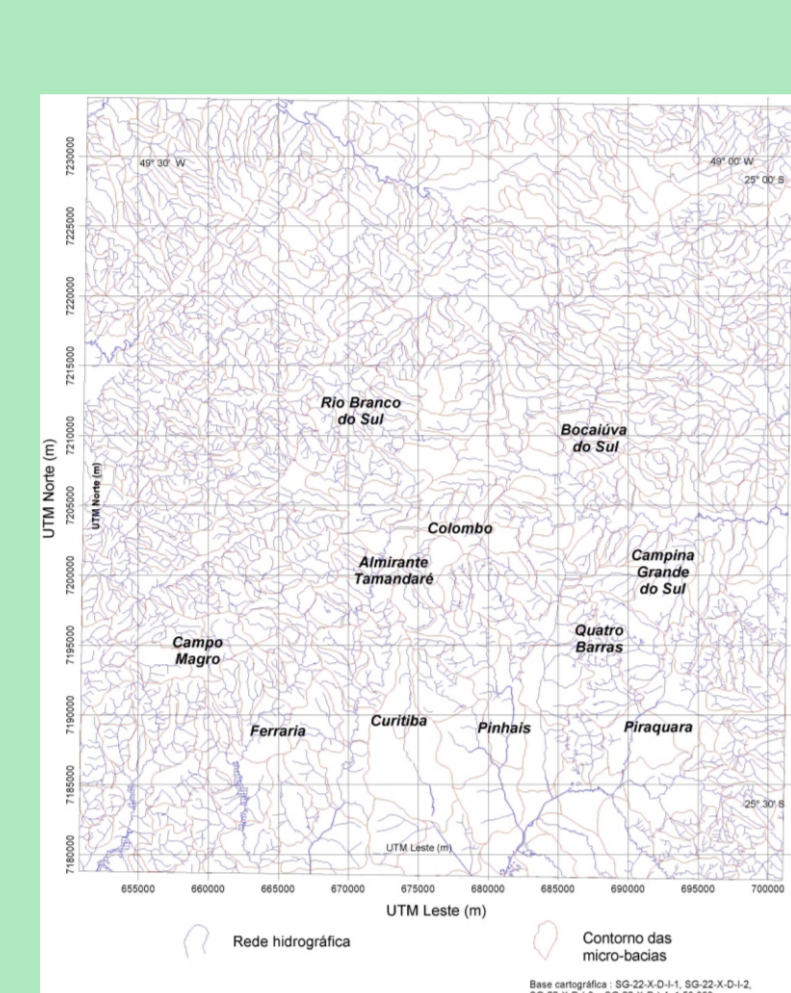 7230000
49° 30' W
49° 00' W
25° 00' S
7225000
7220000
7215000
Rio Branco
do Sul
7210000
Bocaiúva
do Sul
UTM Norte (m)
UTM Norte (m)
7205000
Colombo
Almirante
Tamandaré
Campina
Grande
do Sul
7200000
Quatro
Barras
Campo
Magro
7195000
7190000
Ferraria
Curitiba
Pinhais
Piraquara
7185000
25° 30' S
7180000
UTM Leste (m)
655000 660000 665000 670000 675000 680000 685000 690000 695000 700000
UTM Leste (m)
Rede hidrográfica
Contorno das
micro-bacias
Base cartográfica : SG-22-X-D-I-1, SG-22-X-D-I-2,